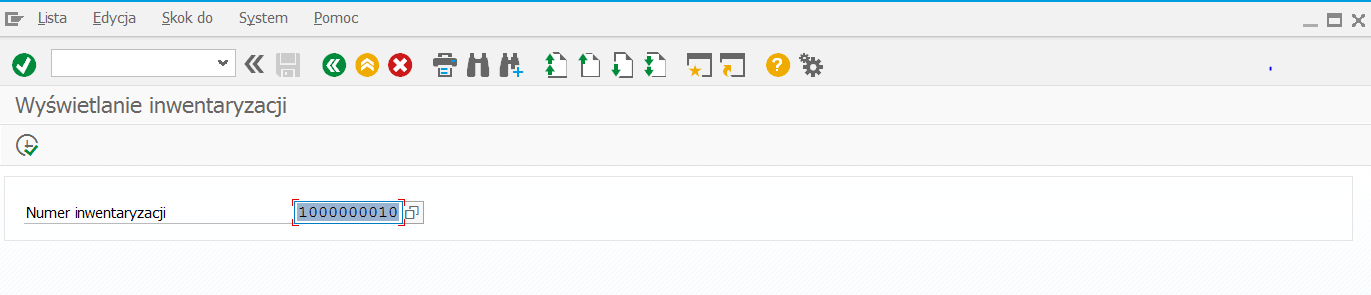 Lista Edycja Skok do System Pomoc
Wyświetlanie inwentaryzacji
Numer inwentaryzacji 1000000010